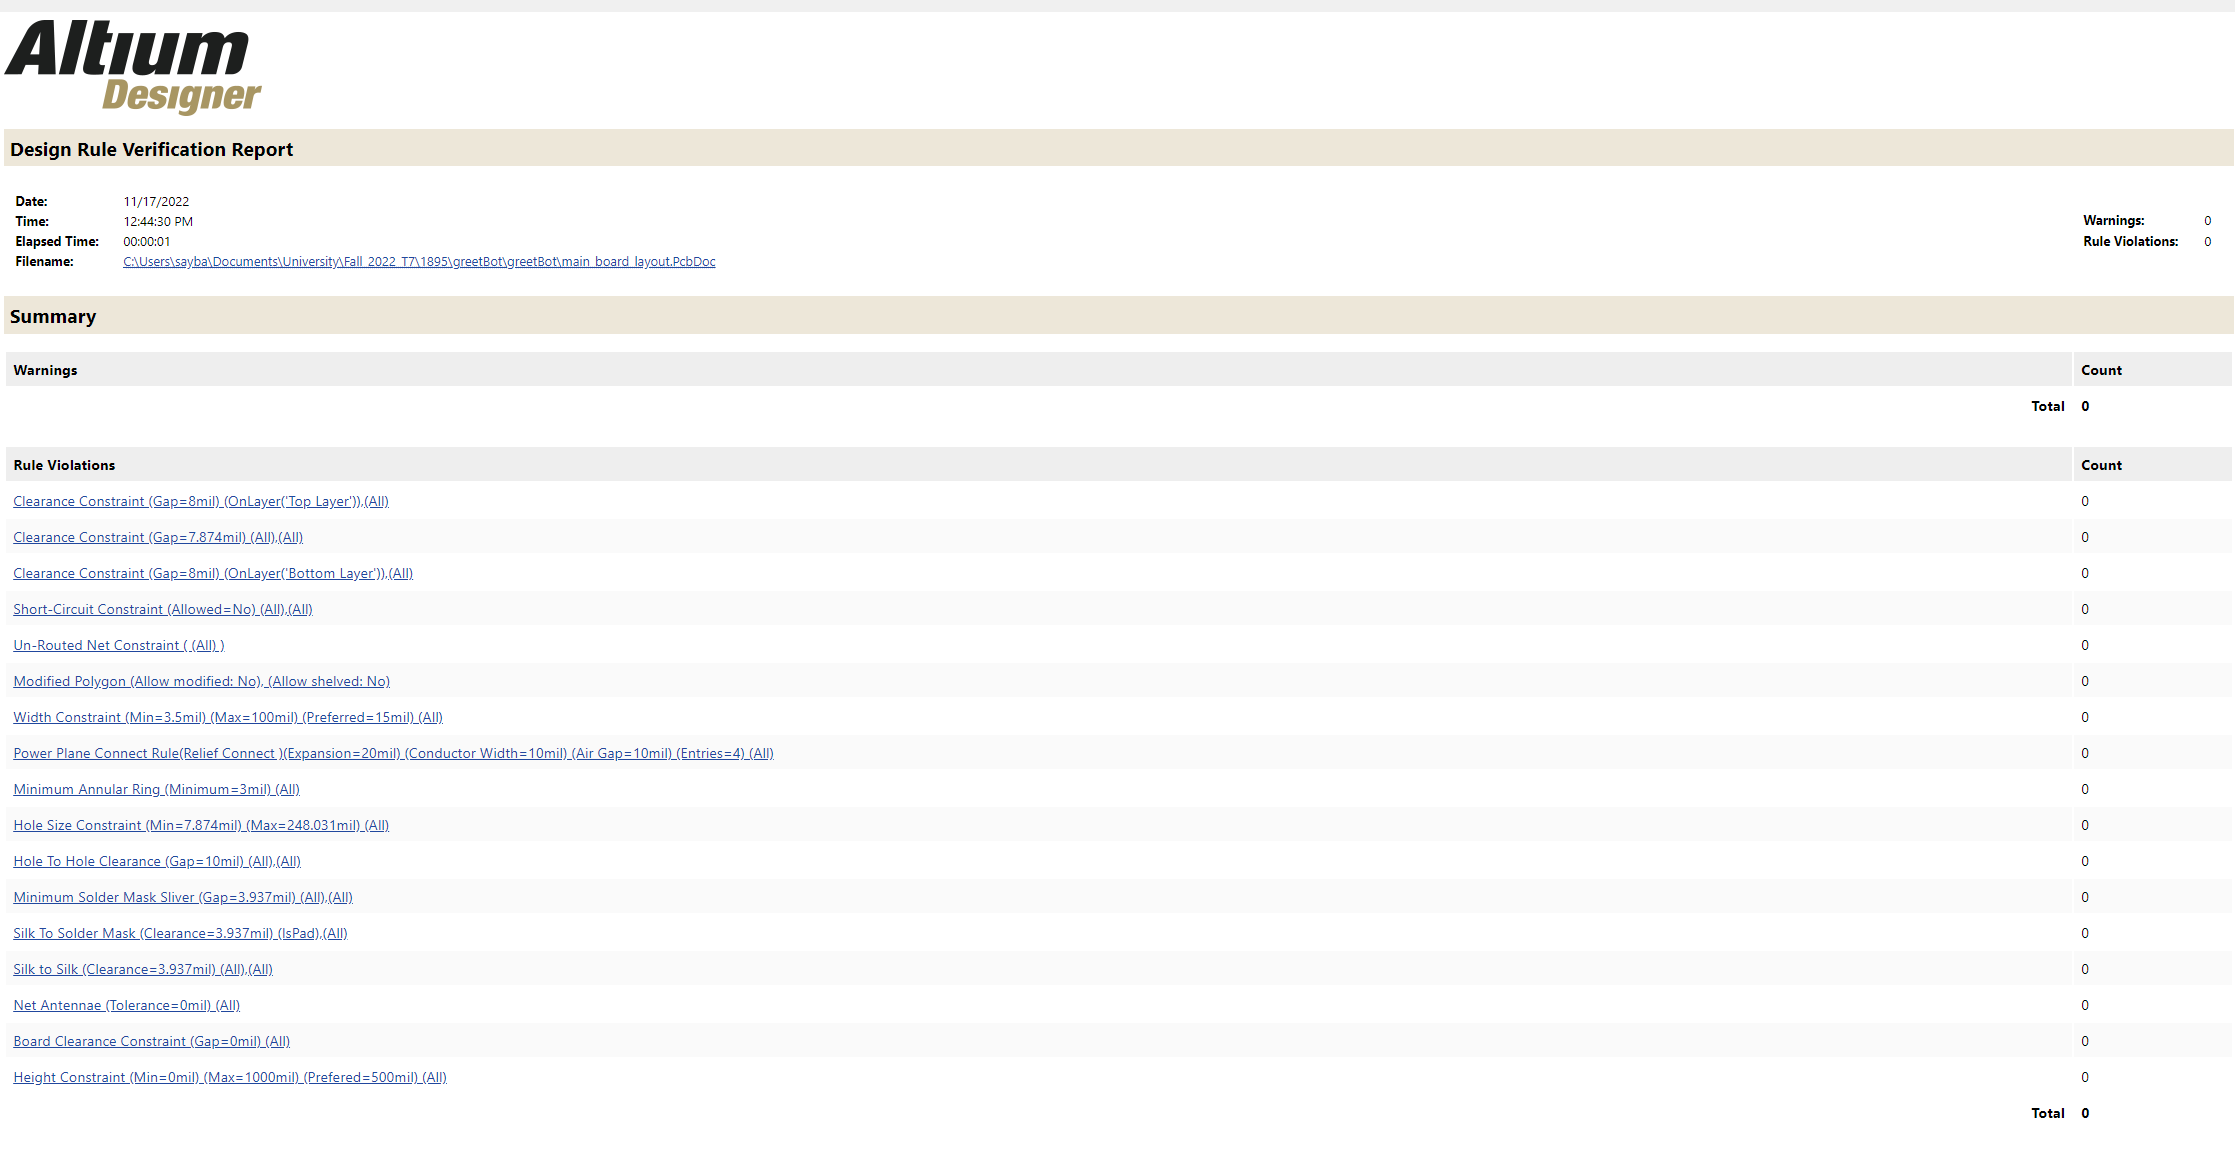 Altium
Designer
Design Rule Verification Report
Date: 11/17/2022
Time: 12:44:30 PM
Elapsed Time: 00:00:01
Filename: C:\Users\sayba\Documents\University\Fall_2022_T7\1895\greetBot\greetBot\main_board_layout.PcbDoc
Warnings: 0
Rule Violations: 0
Summary
Warnings Count
Total 0
Rule Violations Count
Clearance Constraint (Gap=8mil) (OnLayer('Top Layer')),(All) 0
Clearance Constraint (Gap=7.874mil) (All),(All) 0
Clearance Constraint (Gap=8mil) (OnLayer('Bottom Layer')),(All) 0
Short-Circuit Constraint (Allowed=No) (All),(All) 0
Un-Routed Net Constraint ( (All) ) 0
Modified Polygon (Allow modified: No), (Allow shelved: No) 0
Width Constraint (Min=3.5mil) (Max=100mil) (Preferred=15mil) (All) 0
Power Plane Connect Rule(Relief Connect )(Expansion=20mil) (Conductor Width=10mil) (Air Gap=10mil) (Entries=4) (All) 0
Minimum Annular Ring (Minimum=3mil) (All) 0
Hole Size Constraint (Min=7.874mil) (Max=248.031mil) (All) 0
Hole To Hole Clearance (Gap=10mil) (All),(All) 0
Minimum Solder Mask Sliver (Gap=3.937mil) (All),(All) 0
Silk To Solder Mask (Clearance=3.937mil) (IsPad),(All) 0
Silk to Silk (Clearance=3.937mil) (All),(All) 0
Net Antennae (Tolerance=0mil) (All) 0
Board Clearance Constraint (Gap=0mil) (All) 0
Height Constraint (Min=0mil) (Max=1000mil) (Prefered=500mil) (All) 0
Total 0